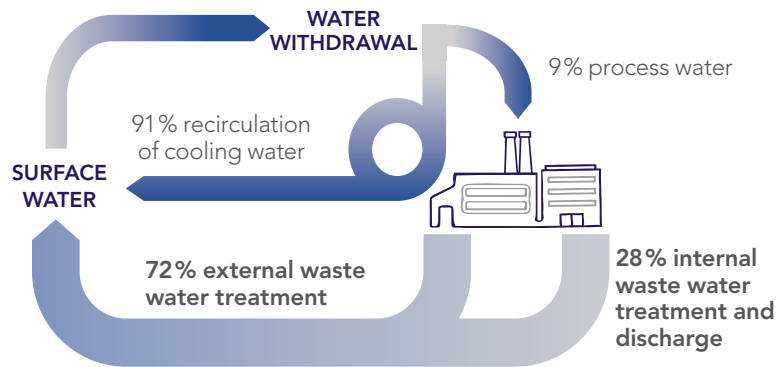 WATER
WITHDRAWAL
9% process water
91% recirculation
of cooling water
SURFACE
WATER
72% external waste
water treatment
28% internal
waste water
treatment and
discharge